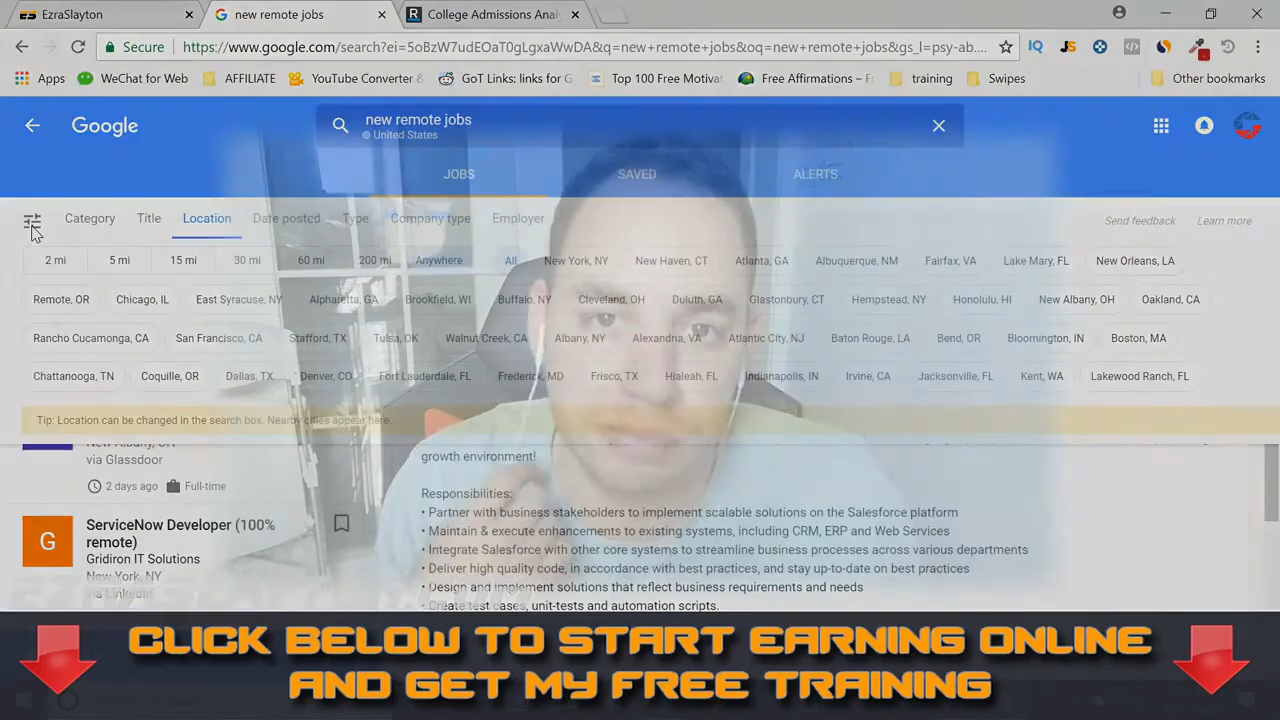 EzraSlayton
new remote jobs
College Admissions Anal
Secure
https://www.google.com/search?ei=5oBzW7udEOaT0gLgxaWwDA&q=new+remote+jobs&oq=new+remote+jobs&gs_l=psy-ab....
Apps WeChat for Web AFFILIATE YouTube Converter & GoT Links: links for G Top 100 Free Motivat Free Affirmations – F training Swipes Other bookmarks
Google
new remote jobs
United States
JOBS SAVED ALERTS
Category Title Location Date posted Type Company type Employer Send feedback Learn more
2 mi 5 mi 15 mi 30 mi 60 mi 200 mi Anywhere All New York, NY New Haven, CT Atlanta, GA Albuquerque, NM Fairfax, VA Lake Mary, FL New Orleans, LA
Remote, OR Chicago, IL East Syracuse, NY Alpharetta, GA Brookfield, WI Buffalo, NY Cleveland, OH Duluth, GA Glastonbury, CT Hempstead, NY Honolulu, HI New Albany, OH Oakland, CA
Rancho Cucamonga, CA San Francisco, CA Stafford, TX Tulsa, OK Walnut Creek, CA Albany, NY Alexandria, VA Atlantic City, NJ Baton Rouge, LA Bend, OR Bloomington, IN Boston, MA
Chattanooga, TN Coquille, OR Dallas, TX Denver, CO Fort Lauderdale, FL Frederick, MD Frisco, TX Hialeah, FL Indianapolis, IN Irvine, CA Jacksonville, FL Kent, WA Lakewood Ranch, FL
Tip: Location can be changed in the search box. Nearby cities appear here.
New Albany, OH
via Glassdoor
2 days ago Full-time
growth environment!
Responsibilities:
• Partner with business stakeholders to implement scalable solutions on the Salesforce platform
• Maintain & execute enhancements to existing systems, including CRM, ERP and Web Services
• Integrate Salesforce with other core systems to streamline business processes across various departments
• Deliver high quality code, in accordance with best practices, and stay up-to-date on best practices
• Design and implement solutions that reflect business requirements and needs
• Create test cases, unit-tests and automation scripts.
G
ServiceNow Developer (100%
remote)
Gridiron IT Solutions
New York, NY
via LinkedIn
CLICK BELOW TO START EARNING ONLINE
AND GET MY FREE TRAINING